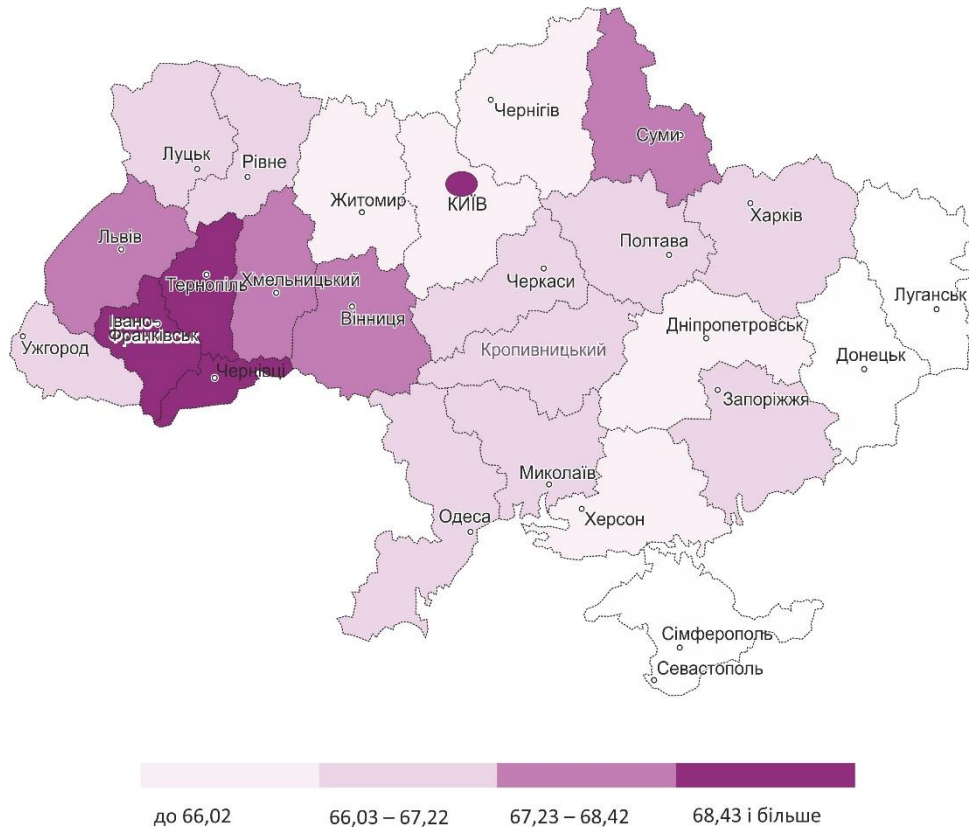 Чернігів
Суми
Луцьк
Рівне
Житомир
КИЇВ
Харків
Львів
Полтава
Тернопіль
Хмельницький
Черкаси
Луганськ
Івано-
Франківськ
Вінниця
Дніпропетровськ
Ужгород
Кропивницький
Донецьк
Чернівці
Запоріжжя
Миколаїв
Одеса
Херсон
Сімферополь
Севастополь
до 66,02
66,03 – 67,22
67,23 – 68,42
68,43 і більше